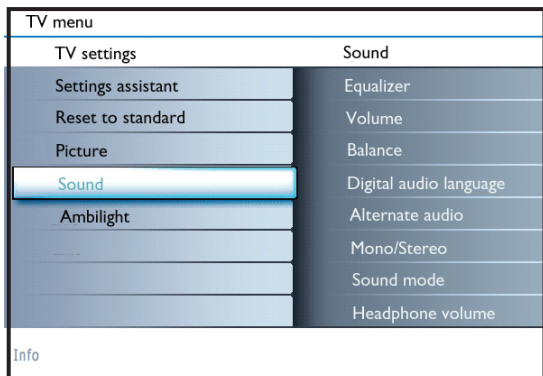 TV menu
TV settings
Sound
Settings assistant
Equalizer
Reset to standard
Volume
Picture
Balance
Sound
Digital audio language
Ambilight
Alternate audio
Mono/Stereo
Sound mode
Headphone volume
Info